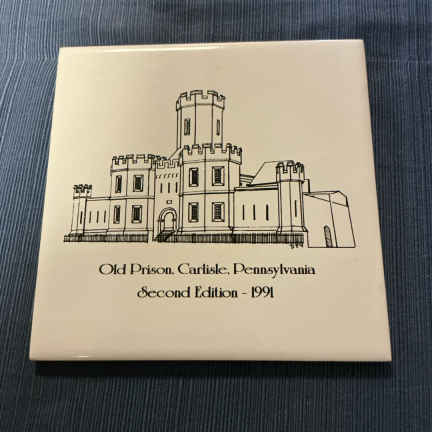 Old Prison, Carlisle, Pennsylvania
Second Edition - 1991